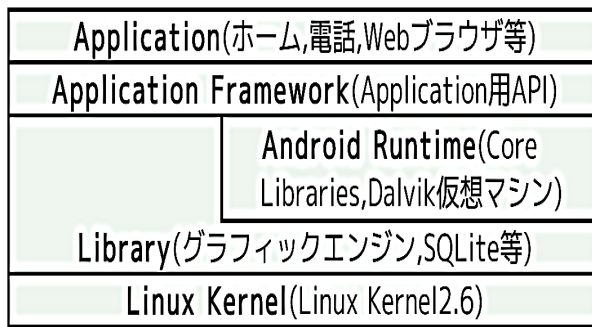 Application(ホーム,電話,Webブラウザ等)
Application Framework(Application用API)
Android Runtime(Core
Libraries,Dalvik仮想マシン)
Library(グラフィックエンジン,SQLite等)
Linux Kernel(Linux Kernel2.6)